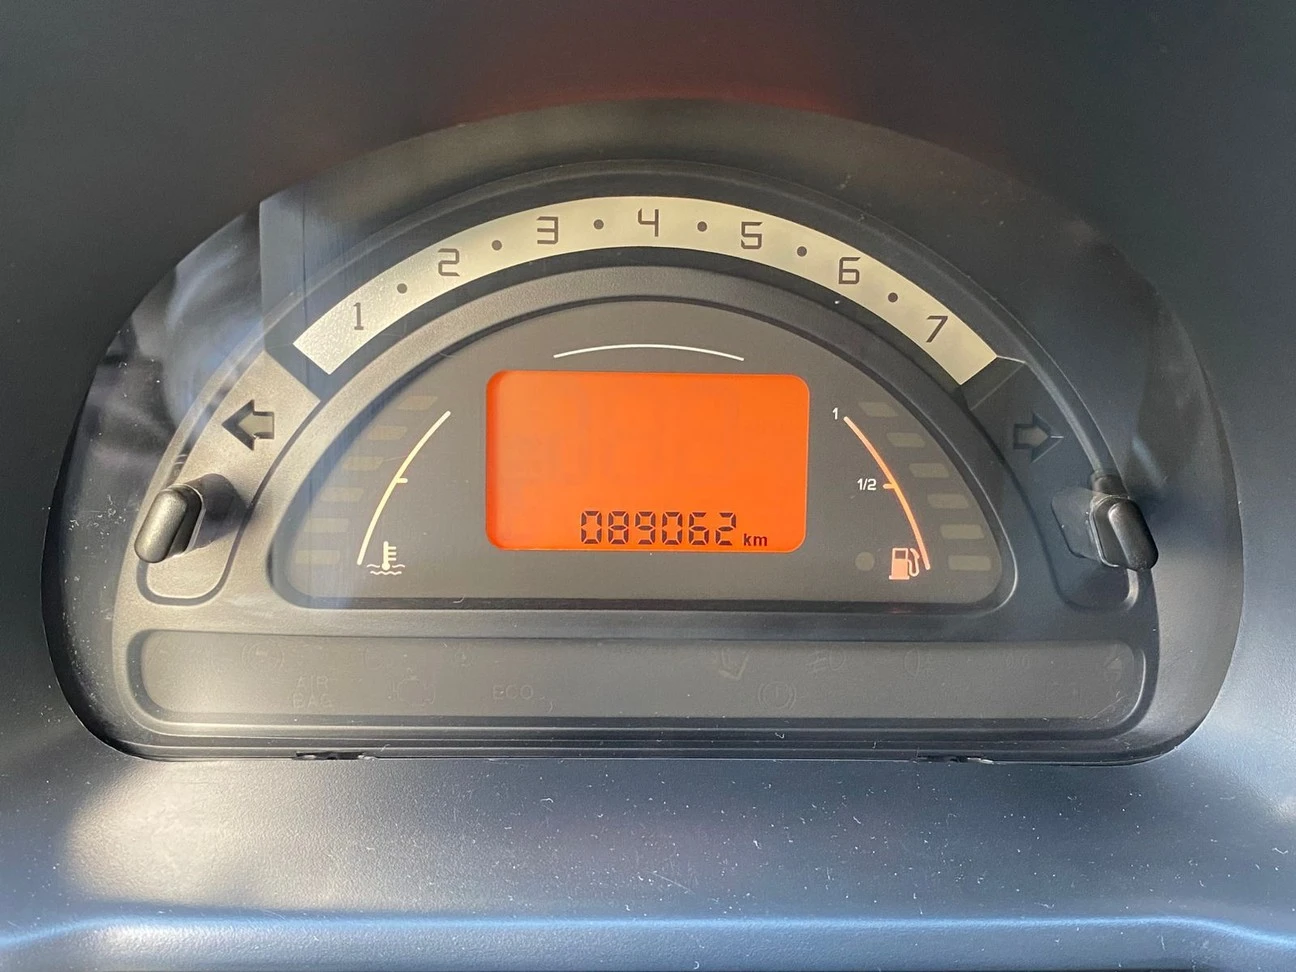 1 • 2 • 3 • 4 • 5 • 6 • 7
1
1/2
089062 km
AIR
BAG
ECO